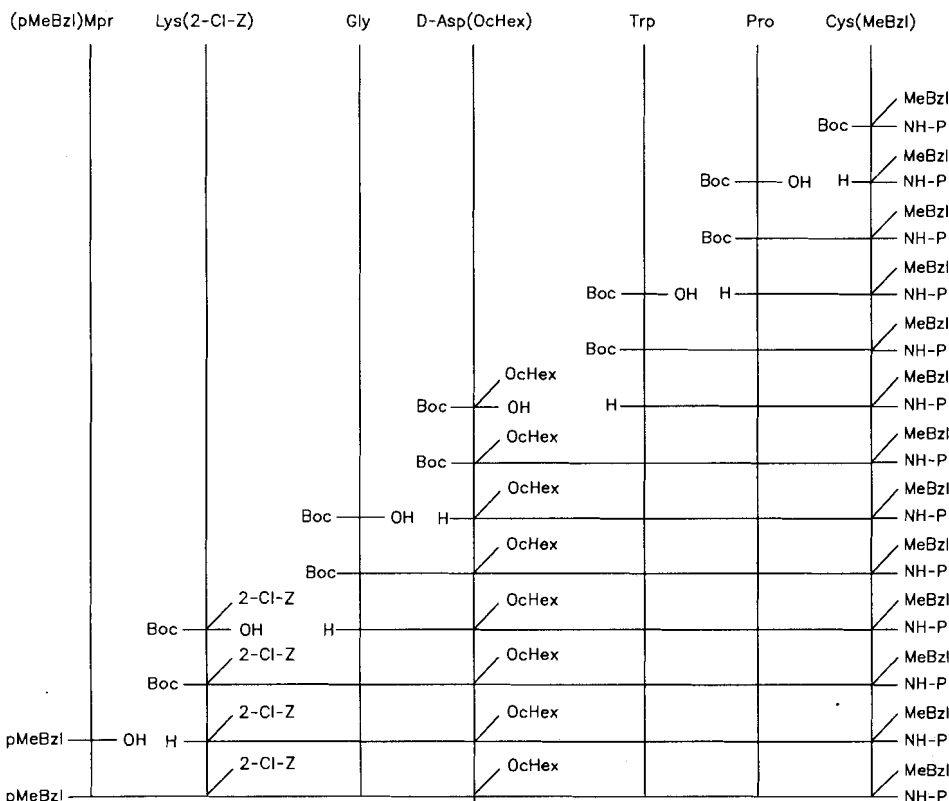 (pMeBzl)Mpr Lys(2-Cl-Z) Gly D-Asp(OcHex) Trp Pro Cys(MeBzl)
MeBzl
Boc NH-P
MeBzl
Boc OH H NH-P
MeBzl
Boc NH-P
MeBzl
Boc OH H NH-P
MeBzl
Boc NH-P
OcHex MeBzl
Boc OH H NH-P
OcHex MeBzl
Boc NH-P
OcHex MeBzl
Boc OH H NH-P
OcHex MeBzl
Boc NH-P
2-Cl-Z OcHex MeBzl
Boc OH H NH-P
2-Cl-Z OcHex MeBzl
Boc NH-P
2-Cl-Z OcHex MeBzl
pMeBzl OH H NH-P
2-Cl-Z OcHex MeBzl
pMeBzl NH-P